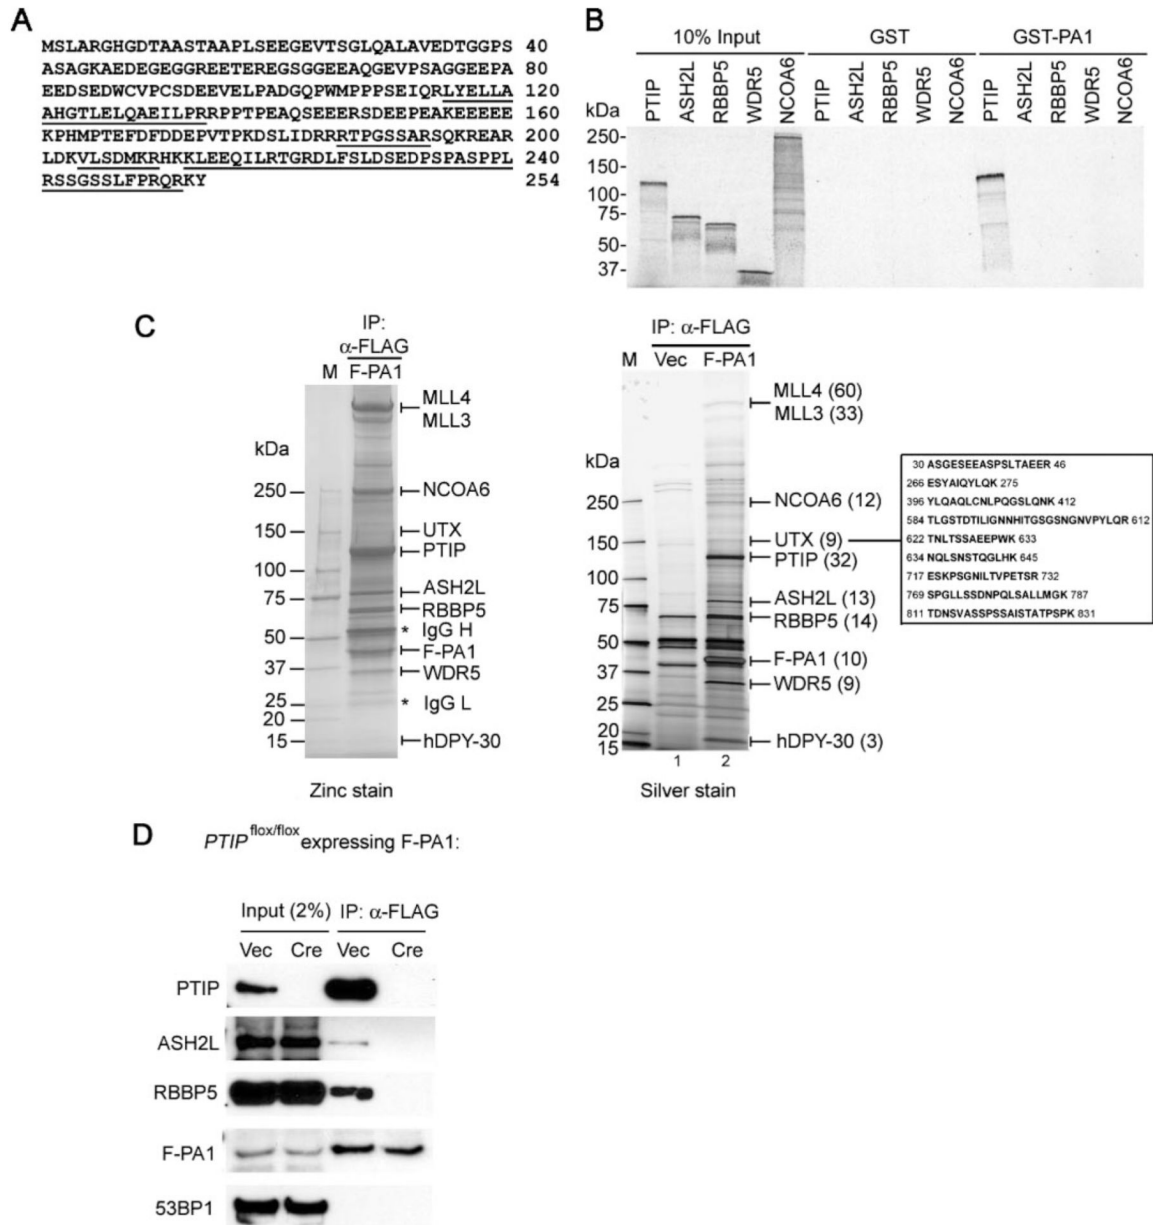 A
MSLARGHGDTAASTAAPLSEEGEVTSGLQALAVEDTGGPS 40
ASAGKAEDEGEGGREETEREGSGGEEAQGEVPSAGGEEPA 80
EEDSEDWCVPCSDEEVELPADGQPWMPPPSEIQRLYELLA 120
AHGTLELQAEILPRRPPTPEAQSEEERSDEEPEAKEEEEE 160
KPHMPTEFDFDDEPVTPKDSLIDRRRTPGSSARSQKREAR 200
LDKVLSDMKRHKKLEEQILRTGRDLFSLDSEDPSPASPPL 240
RSSGSSLFPRQRKY 254
B
10% Input GST GST-PA1
kDa PTIP ASH2L RBBP5 WDR5 NCOA6 PTIP ASH2L RBBP5 WDR5 NCOA6 PTIP ASH2L RBBP5 WDR5 NCOA6
250-
150-
100-
75-
50-
37-
C
IP:
α-FLAG
M F-PA1
kDa
250
150
100
75
50
37
25
20
15
MLL4
MLL3
NCOA6
UTX
PTIP
ASH2L
RBBP5
* IgG H
F-PA1
WDR5
* IgG L
hDPY-30
Zinc stain
IP: α-FLAG
M Vec F-PA1
kDa
250
150
100
75
50
37
25
20
15
MLL4 (60)
MLL3 (33)
NCOA6 (12)
UTX (9)
PTIP (32)
ASH2L (13)
RBBP5 (14)
F-PA1 (10)
WDR5 (9)
hDPY-30 (3)
1 2
Silver stain
30 ASGESEEASPSLTAEER 46
266 ESYAIQYLQK 275
396 YLQAQLCNLPQGSLQNK 412
584 TLGSTDTILIGNNHITGSGSNGNVPYLQR 612
622 TNLTSSAEEPWK 633
634 NQLSNSTQGLHK 645
717 ESKPSGNILTVPETSR 732
769 SPGLLSSDNPQLSALLMGK 787
811 TDNSVASSPSSAISTATPSPK 831
D
PTIP flox/flox expressing F-PA1:
Input (2%) IP: α-FLAG
Vec Cre Vec Cre
PTIP
ASH2L
RBBP5
F-PA1
53BP1